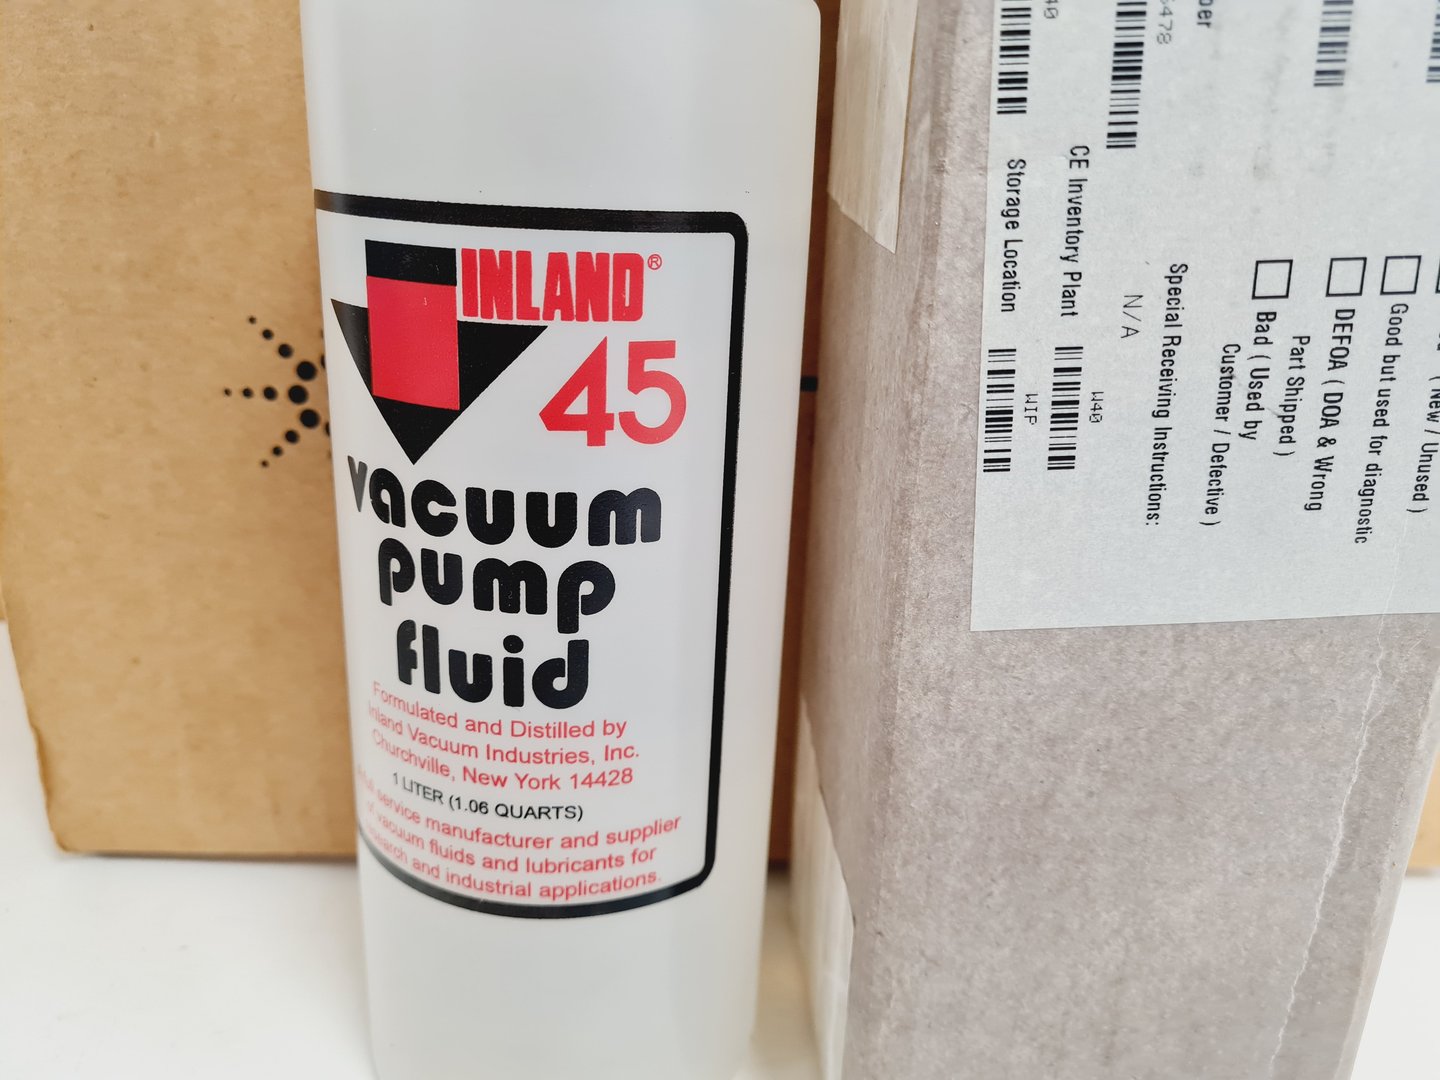 INLAND®
45
vacuum
pump
fluid
Formulated and Distilled by
Inland Vacuum Industries, Inc.
Churchville, New York 14428
1 LITER (1.06 QUARTS)
service manufacturer and supplier
of vacuum fluids and lubricants for
research and industrial applications.
( New / Unused )
Good but used for diagnostic
DEFOA ( DOA & Wrong
Part Shipped )
Bad ( Used by
Customer / Defective )
Special Receiving Instructions:
N/A
CE Inventory Plant
W40
Storage Location
WIP